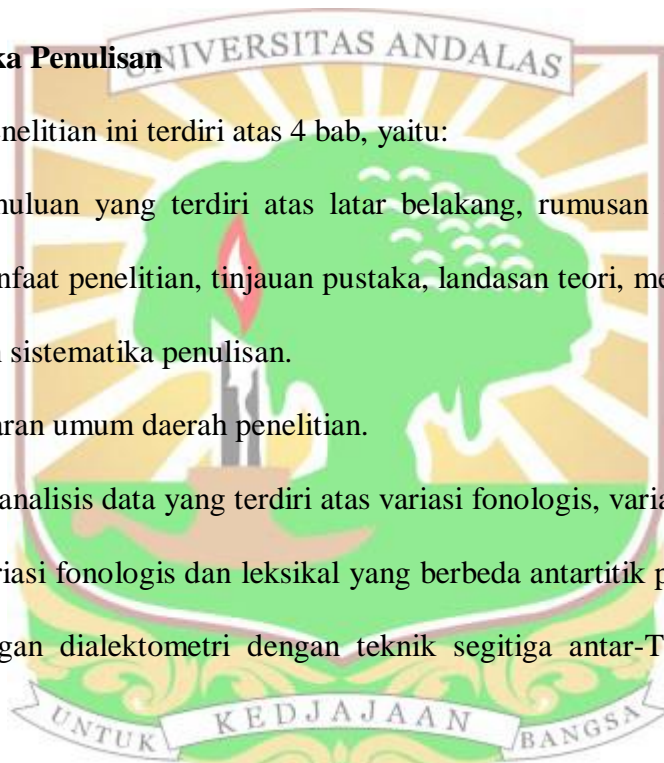 UNIVERSITAS ANDALAS
ka Penulisan
enelitian ini terdiri atas 4 bab, yaitu:
huluan yang terdiri atas latar belakang, rumusan
nfaat penelitian, tinjauan pustaka, landasan teori, me
n sistematika penulisan.
aran umum daerah penelitian.
analisis data yang terdiri atas variasi fonologis, varia
riasi fonologis dan leksikal yang berbeda antartitik p
ngan dialektometri dengan teknik segitiga antar-T
UNTUK KEDJAJAAN BANGSA